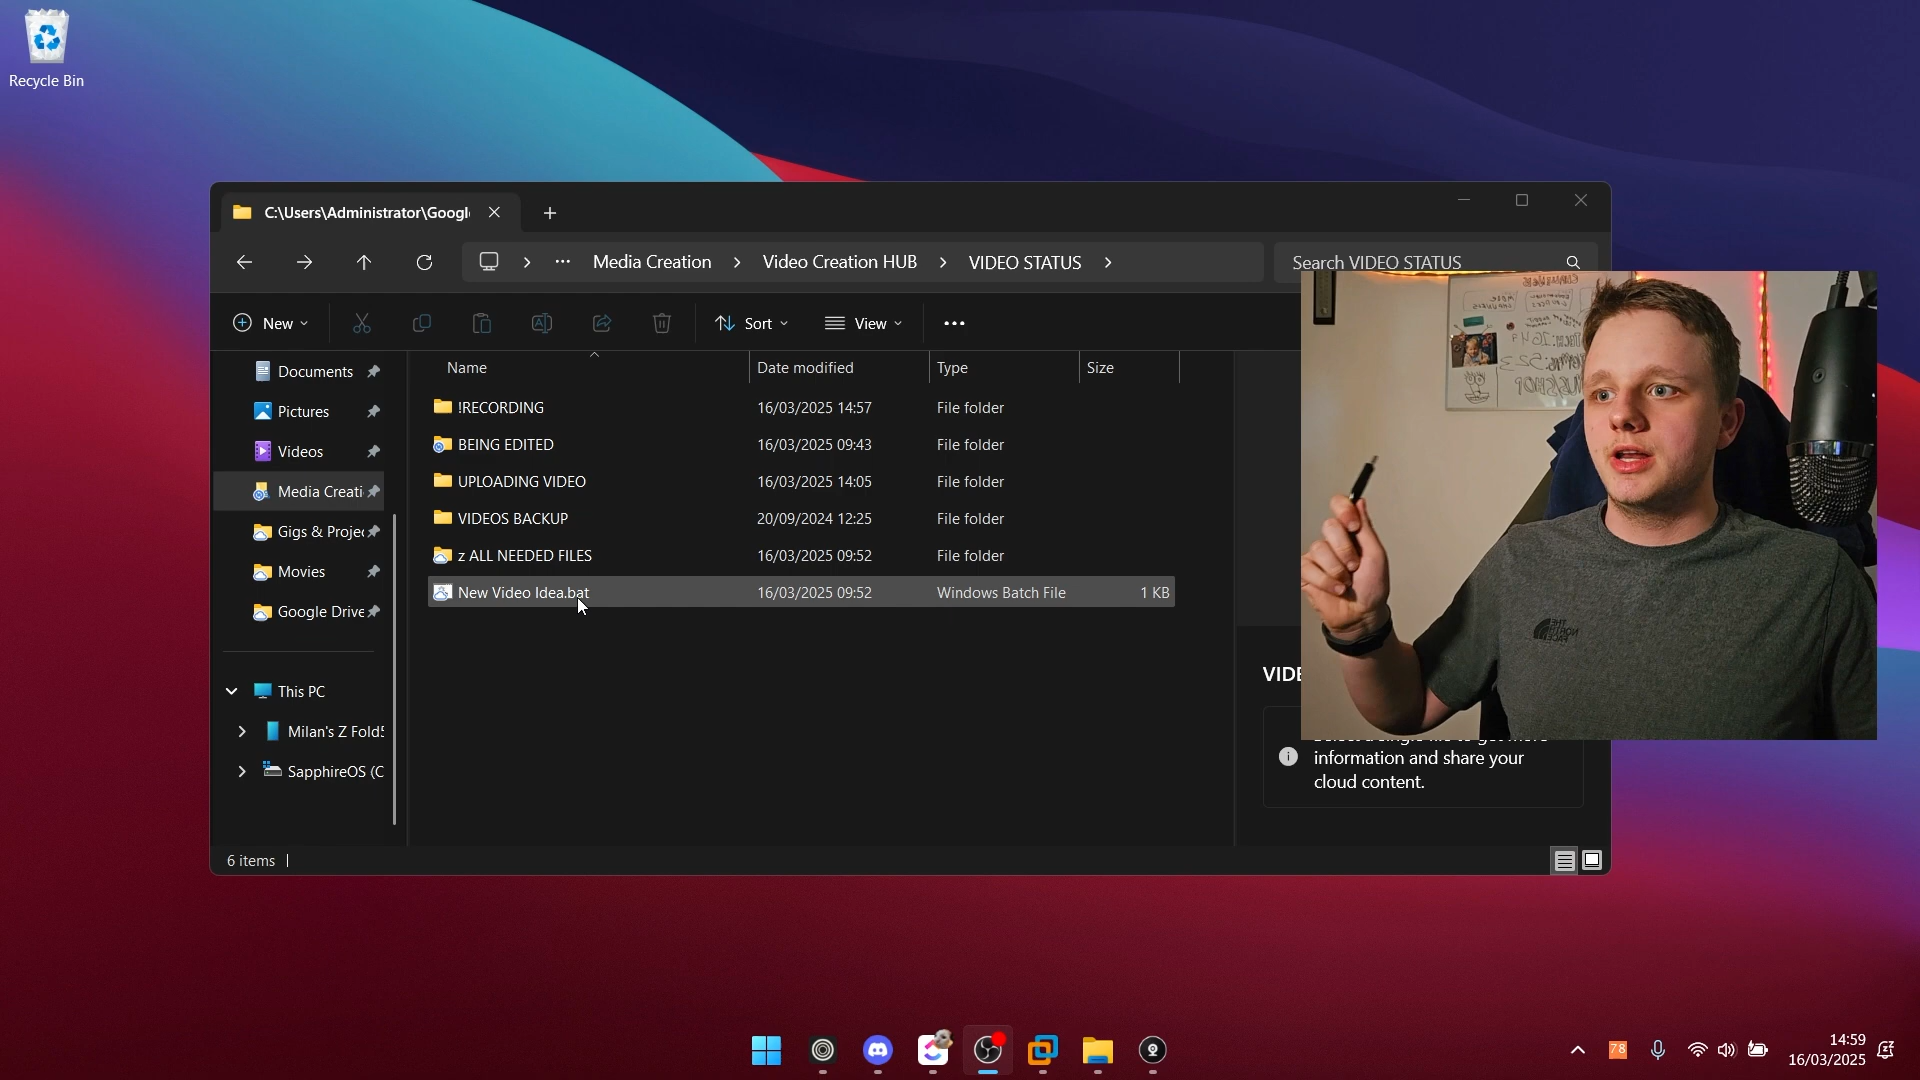 Recycle Bin
C:\Users\Administrator\Googl
Media Creation
Video Creation HUB
VIDEO STATUS
Search VIDEO STATUS
New
Sort
View
Documents
Pictures
Videos
Media Creati
Gigs & Projec
Movies
Google Drive
This PC
Milan's Z Fold5
SapphireOS (C
Name Date modified Type Size
!RECORDING 16/03/2025 14:57 File folder
BEING EDITED 16/03/2025 09:43 File folder
UPLOADING VIDEO 16/03/2025 14:05 File folder
VIDEOS BACKUP 20/09/2024 12:25 File folder
z ALL NEEDED FILES 16/03/2025 09:52 File folder
New Video Idea.bat 16/03/2025 09:52 Windows Batch File 1 KB
THE
NORTH
FACE
VIDE
information and share your
cloud content.
6 items
78
14:59
16/03/2025